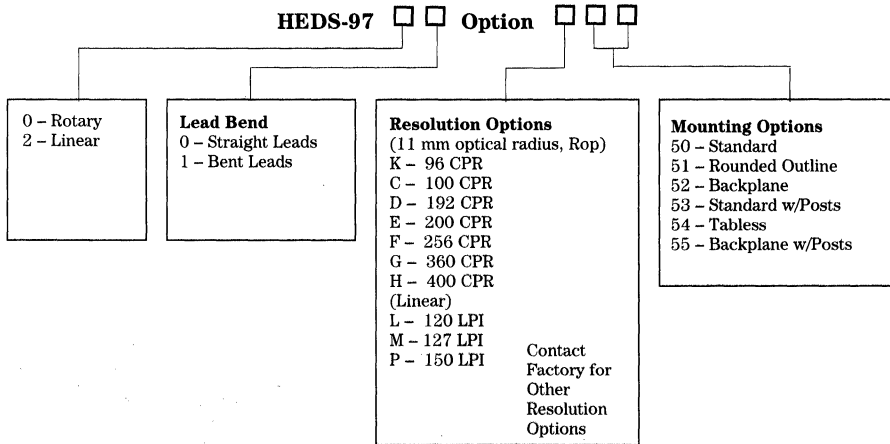 HEDS-97 □ □ Option □ □ □
0 – Rotary
2 – Linear
Lead Bend
0 – Straight Leads
1 – Bent Leads
Resolution Options
(11 mm optical radius, Rop)
K – 96 CPR
C – 100 CPR
D – 192 CPR
E – 200 CPR
F – 256 CPR
G – 360 CPR
H – 400 CPR
(Linear)
L – 120 LPI
M – 127 LPI
P – 150 LPI
Contact
Factory for
Other
Resolution
Options
Mounting Options
50 – Standard
51 – Rounded Outline
52 – Backplane
53 – Standard w/Posts
54 – Tabless
55 – Backplane w/Posts